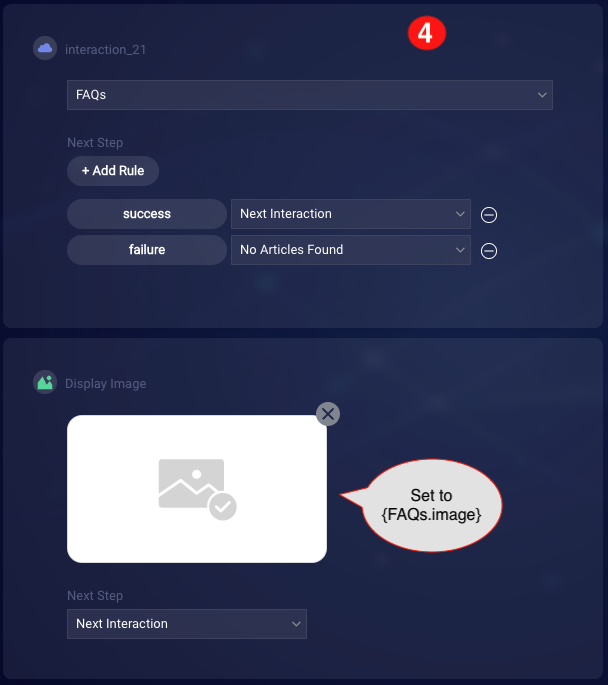 4
interaction_21
FAQs
Next Step
+ Add Rule
success
Next Interaction
failure
No Articles Found
Display Image
Set to
{FAQs.image}
Next Step
Next Interaction